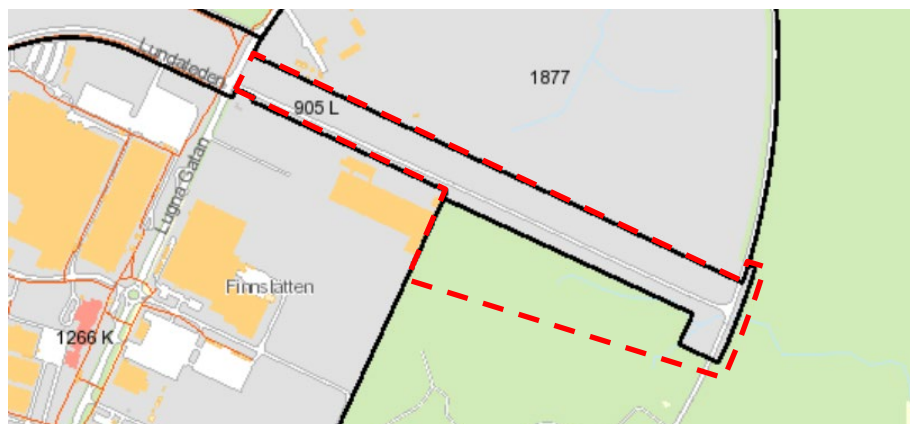 Lundaleden
1877
905 L
Lugna Gatan
Finnslätten
1266 K